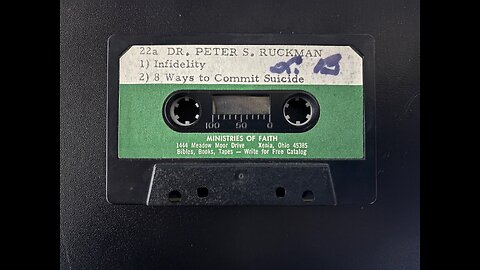 22a DR. PETER S. RUCKMAN
1) Infidelity
2) 8 Ways to Commit Suicide
100 50 0
MINISTRIES OF FAITH
1444 Meadow Moor Drive Xenia, Ohio 45385
Bibles, Books, Tapes — Write for Free Catalog